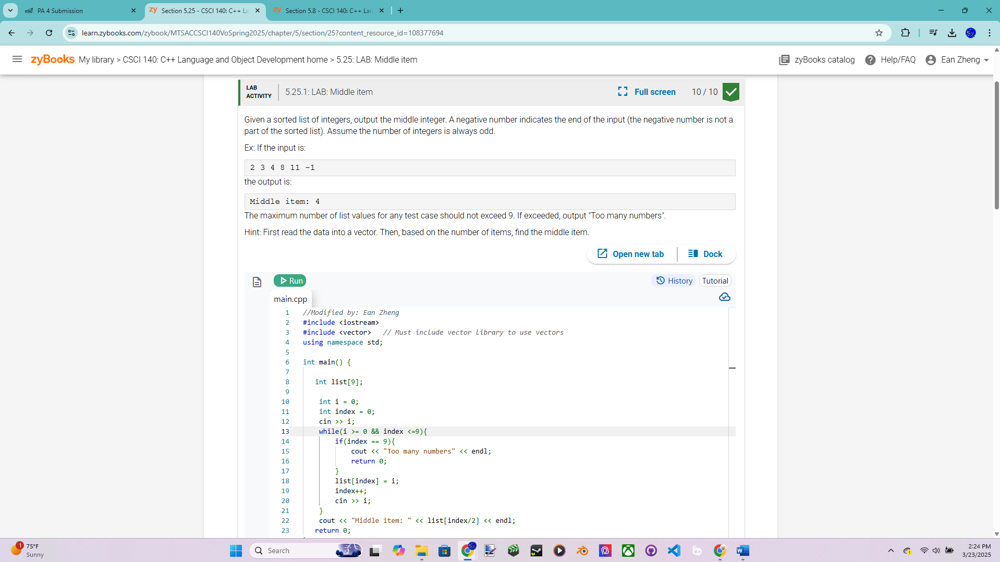 PA 4 Submission
Section 5.25 - CSCI 140: C++ La
Section 5.8 - CSCI 140: C++ Lan
learn.zybooks.com/zybook/MTSACCSCI140VoSpring2025/chapter/5/section/25?content_resource_id=108377694
zyBooks My library > CSCI 140: C++ Language and Object Development home > 5.25: LAB: Middle item
zyBooks catalog
Help/FAQ
Ean Zheng
LAB
ACTIVITY
5.25.1: LAB: Middle item
Full screen
10 / 10
Given a sorted list of integers, output the middle integer. A negative number indicates the end of the input (the negative number is not a
part of the sorted list). Assume the number of integers is always odd.
Ex: If the input is:
2 3 4 8 11 -1
the output is:
Middle item: 4
The maximum number of list values for any test case should not exceed 9. If exceeded, output "Too many numbers".
Hint: First read the data into a vector. Then, based on the number of items, find the middle item.
Open new tab
Dock
Run
History
Tutorial
main.cpp
1 //Modified by: Ean Zheng
2 #include <iostream>
3 #include <vector>   // Must include vector library to use vectors
4 using namespace std;
5
6 int main() {
7
8    int list[9];
9
10     int i = 0;
11     int index = 0;
12     cin >> i;
13     while(i >= 0 && index <=9){
14         if(index == 9){
15             cout << "Too many numbers" << endl;
16             return 0;
17         }
18         list[index] = i;
19         index++;
20         cin >> i;
21     }
22     cout << "Middle item: " << list[index/2] << endl;
23    return 0;
1
75°F
Sunny
Search
2:24 PM
3/23/2025